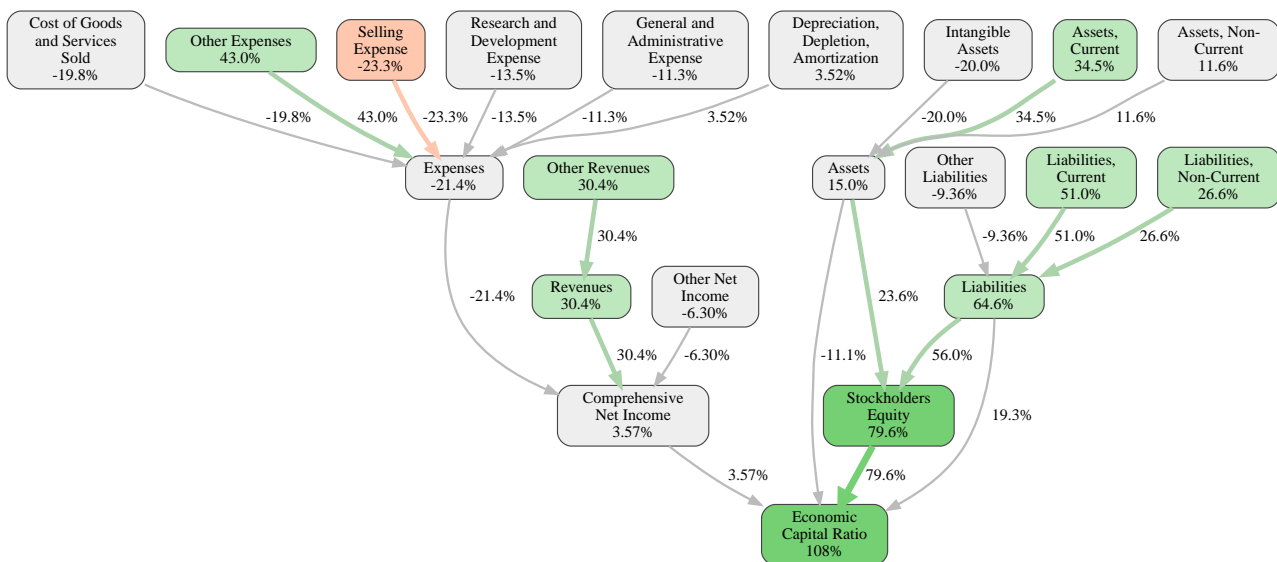 Cost of Goods
and Services
Sold
-19.8%
Other Expenses
43.0%
Selling
Expense
-23.3%
Research and
Development
Expense
-13.5%
General and
Administrative
Expense
-11.3%
Depreciation,
Depletion,
Amortization
3.52%
Intangible
Assets
-20.0%
Assets,
Current
34.5%
Assets, Non-
Current
11.6%
-19.8%
43.0%
-23.3%
-13.5%
-11.3%
3.52%
-20.0%
34.5%
11.6%
Expenses
-21.4%
Other Revenues
30.4%
Assets
15.0%
Other
Liabilities
-9.36%
Liabilities,
Current
51.0%
Liabilities,
Non-Current
26.6%
30.4%
-9.36%
51.0%
26.6%
Revenues
30.4%
Other Net
Income
-6.30%
Liabilities
64.6%
-21.4%
23.6%
30.4%
-6.30%
-11.1%
56.0%
Comprehensive
Net Income
3.57%
Stockholders
Equity
79.6%
19.3%
3.57%
79.6%
Economic
Capital Ratio
108%